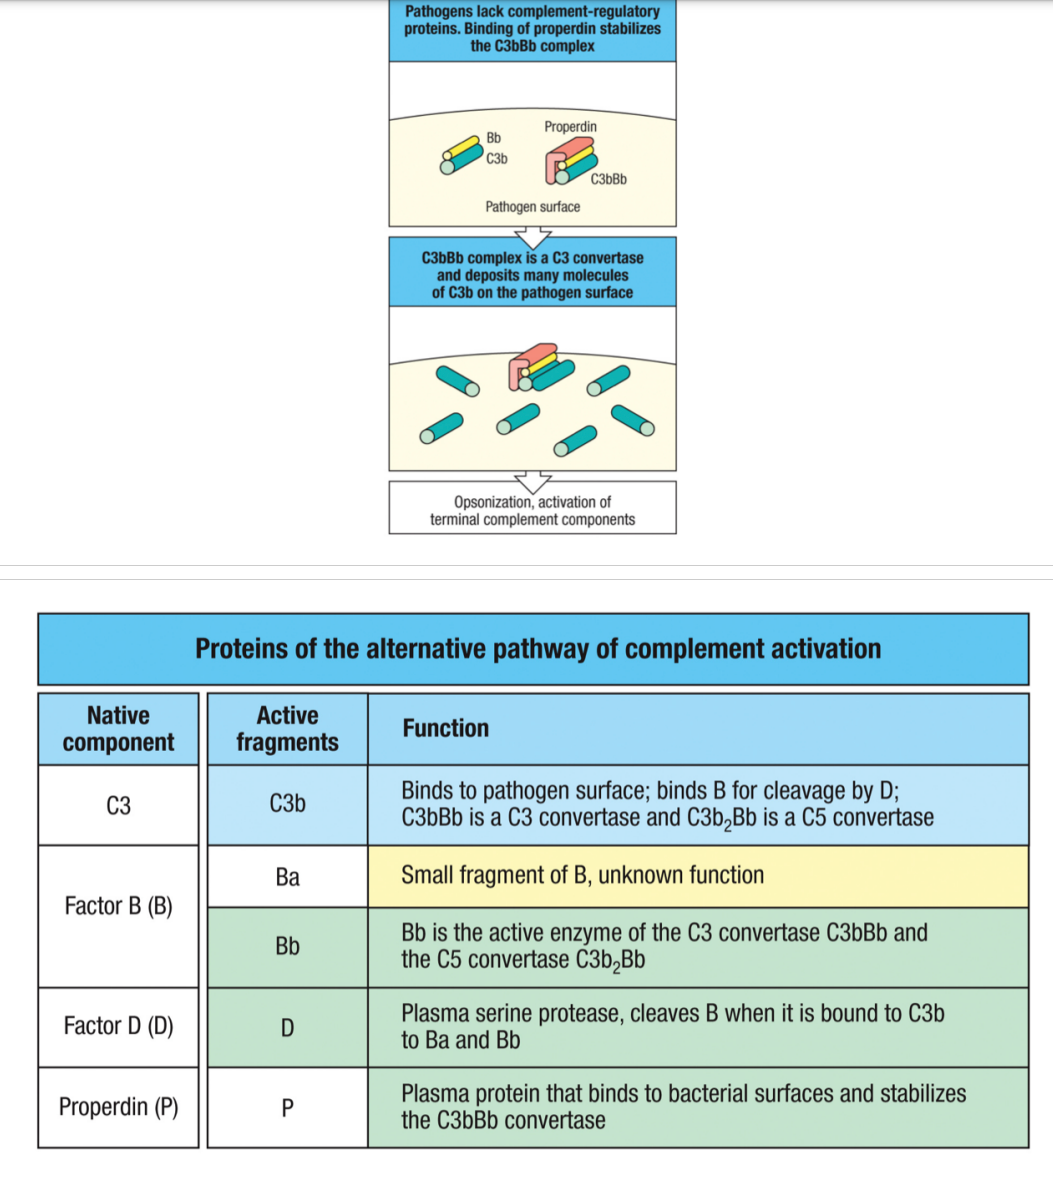 Pathogens lack complement-regulatory
proteins. Binding of properdin stabilizes
the C3bBb complex
Properdin
Bb
C3b
C3bBb
Pathogen surface
C3bBb complex is a C3 convertase
and deposits many molecules
of C3b on the pathogen surface
Opsonization, activation of
terminal complement components
Proteins of the alternative pathway of complement activation
Native
component
Active
fragments
Function
C3
C3b
Binds to pathogen surface; binds B for cleavage by D;
C3bBb is a C3 convertase and C3b₂Bb is a C5 convertase
Factor B (B)
Ba
Small fragment of B, unknown function
Bb
Bb is the active enzyme of the C3 convertase C3bBb and
the C5 convertase C3b₂Bb
Factor D (D)
D
Plasma serine protease, cleaves B when it is bound to C3b
to Ba and Bb
Properdin (P)
P
Plasma protein that binds to bacterial surfaces and stabilizes
the C3bBb convertase